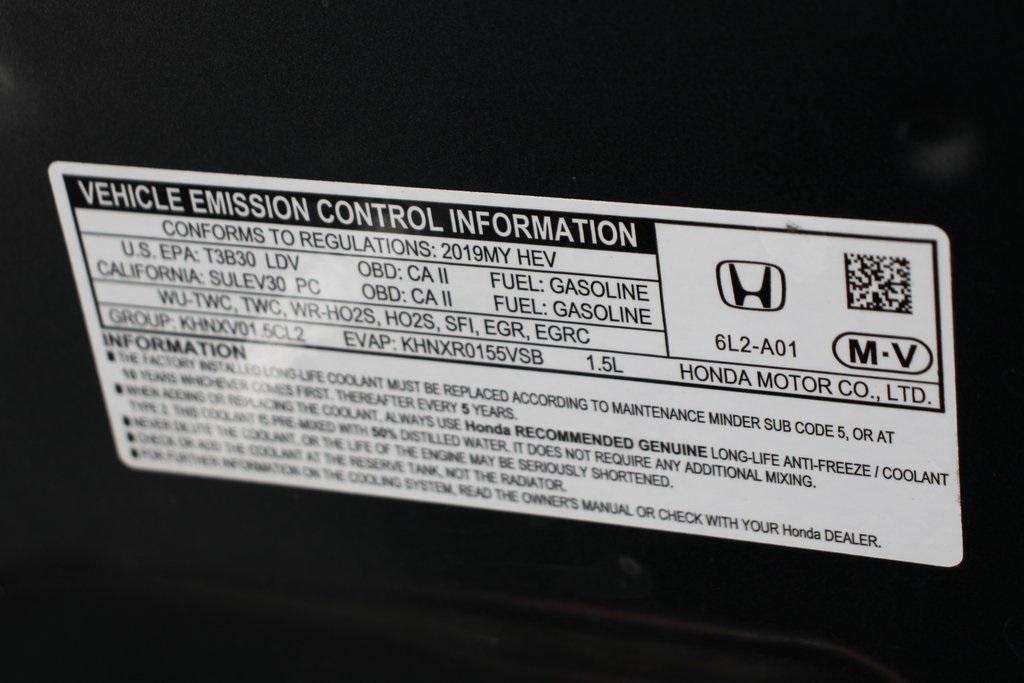 VEHICLE EMISSION CONTROL INFORMATION
CONFORMS TO REGULATIONS: 2019MY HEV
U.S. EPA: T3B30 LDV OBD: CA II FUEL: GASOLINE
CALIFORNIA: SULEV30 PC OBD: CA II FUEL: GASOLINE
WU-TWC, TWC, WR-HO2S, HO2S, SFI, EGR, EGRC
GROUP: KHNXV01.5CL2 EVAP: KHNXR0155VSB 1.5L
6L2-A01
M·V
HONDA MOTOR CO., LTD.
INFORMATION
■THE FACTORY INSTALLED LONG-LIFE COOLANT MUST BE REPLACED ACCORDING TO MAINTENANCE MINDER SUB CODE 5, OR AT
10 YEARS WHICHEVER COMES FIRST. THEREAFTER EVERY 5 YEARS.
■WHEN ADDING OR REPLACING THE COOLANT, ALWAYS USE Honda RECOMMENDED GENUINE LONG-LIFE ANTI-FREEZE / COOLANT
TYPE 2. THIS COOLANT IS PRE-MIXED WITH 50% DISTILLED WATER. IT DOES NOT REQUIRE ANY ADDITIONAL MIXING.
■NEVER DILUTE THE COOLANT, OR THE LIFE OF THE ENGINE MAY BE SERIOUSLY SHORTENED.
■CHECK OR ADD THE COOLANT AT THE RESERVE TANK, NOT THE RADIATOR.
■FOR FURTHER INFORMATION ON THE COOLING SYSTEM, READ THE OWNER'S MANUAL OR CHECK WITH YOUR Honda DEALER.